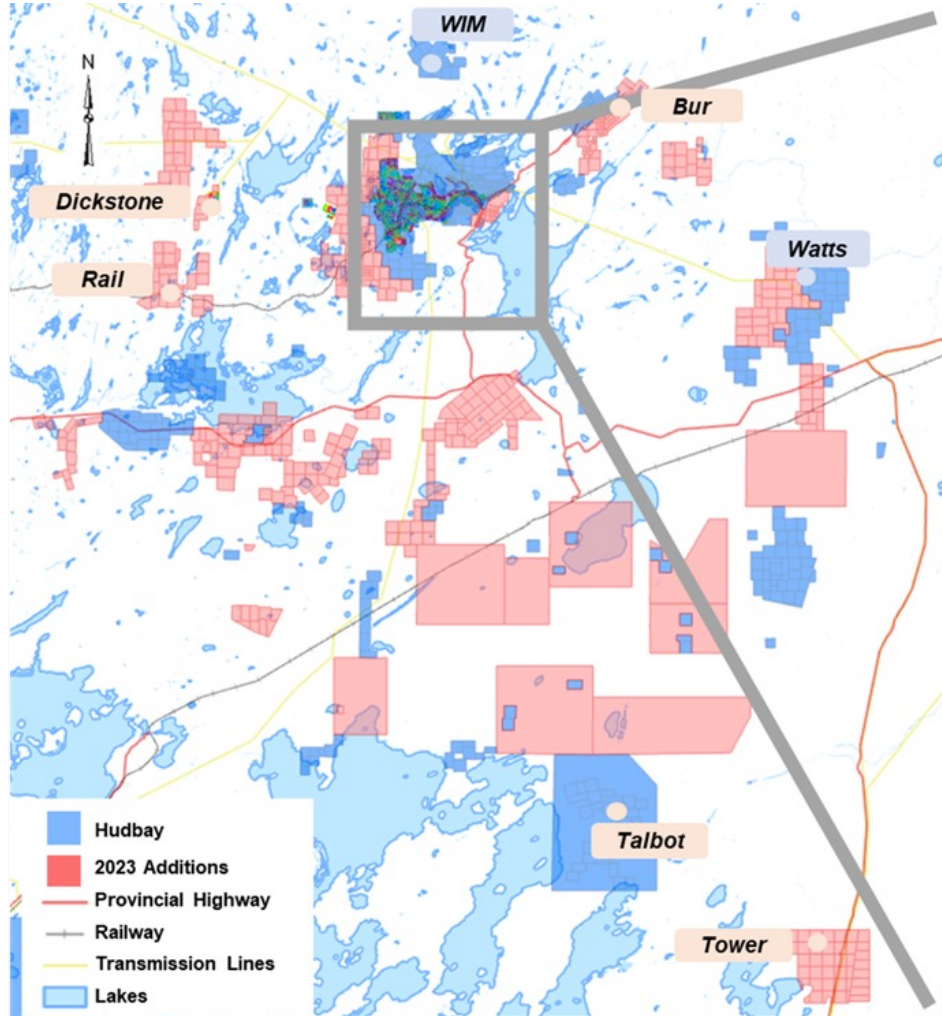 WIM
N
Bur
Dickstone
Watts
Rail
Hudbay
2023 Additions
Provincial Highway
Railway
Transmission Lines
Lakes
Talbot
Tower